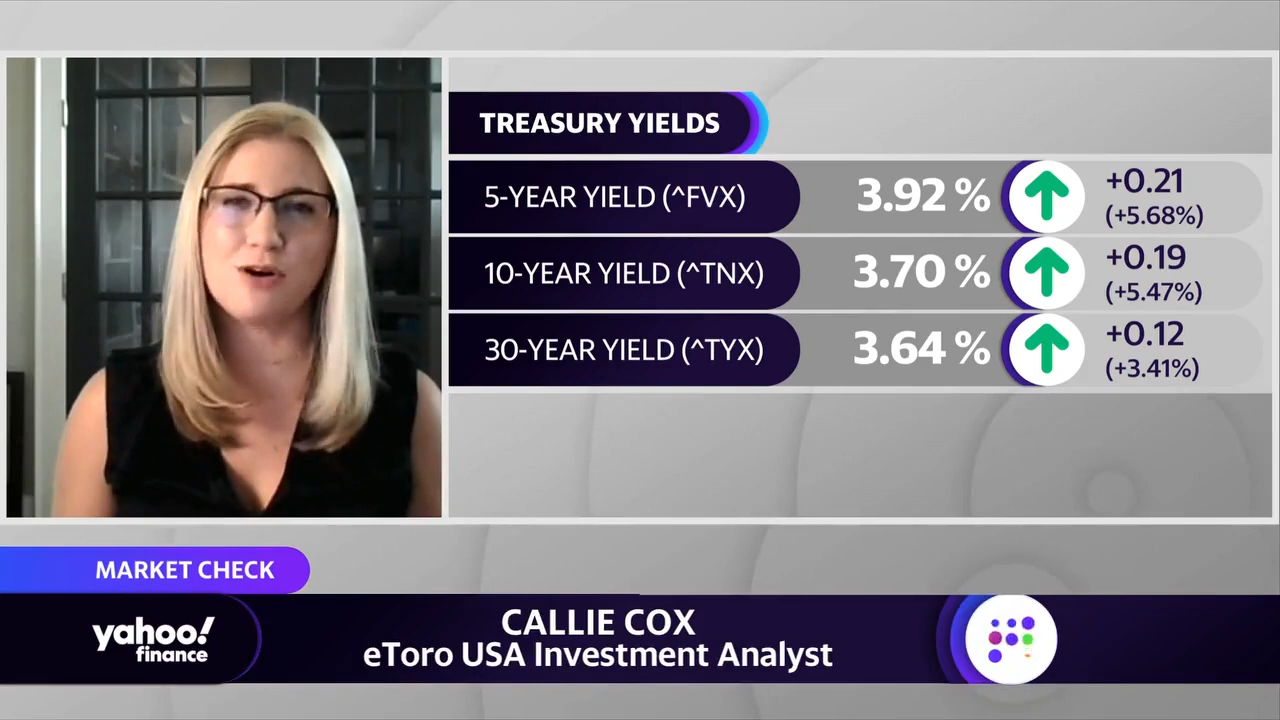 TREASURY YIELDS
5-YEAR YIELD (^FVX) 3.92 % +0.21
(+5.68%)
10-YEAR YIELD (^TNX) 3.70 % +0.19
(+5.47%)
30-YEAR YIELD (^TYX) 3.64 % +0.12
(+3.41%)
MARKET CHECK
yahoo!
finance
CALLIE COX
eToro USA Investment Analyst